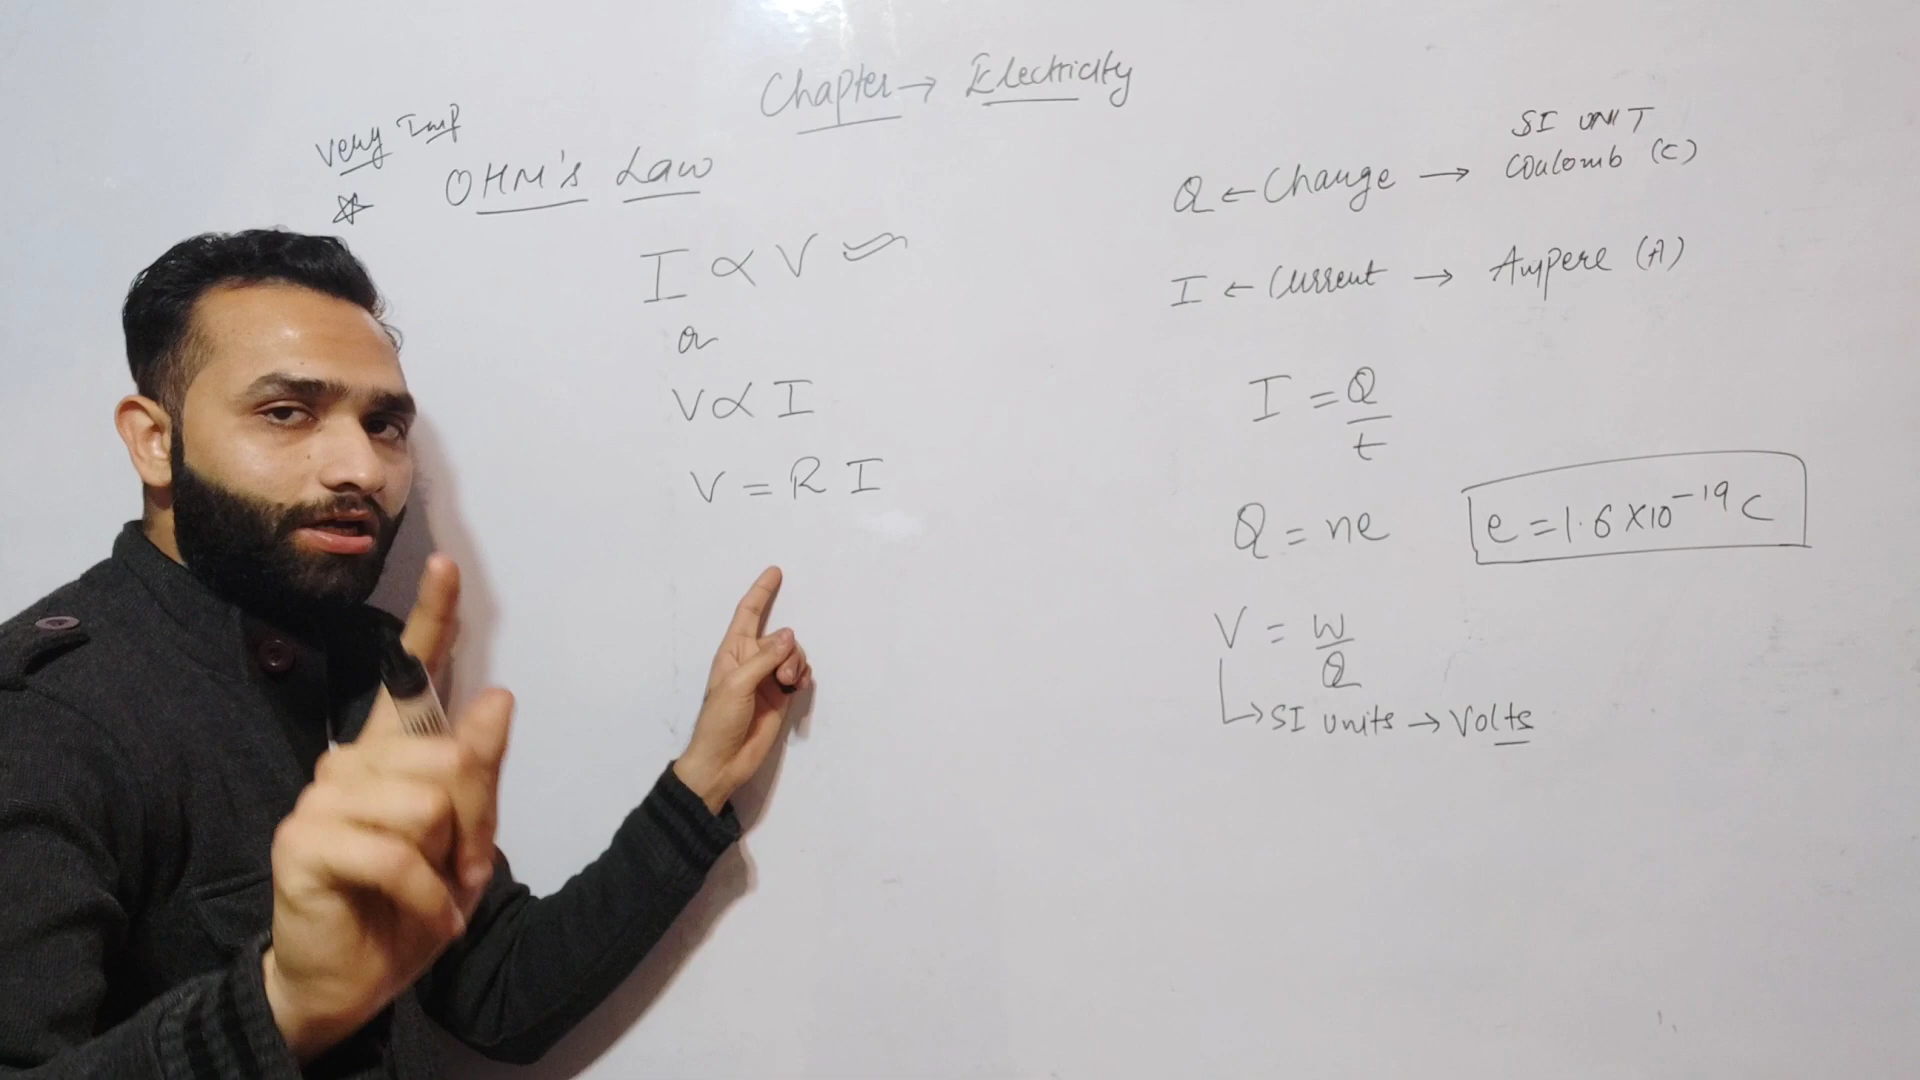 Chapter → Electricity
Very Imp
OHM's Law
I ∝ V
or
V ∝ I
V = R I
SI UNIT
Q ← Charge → Coulomb (C)
I ← Current → Ampere (A)
I = Q/t
Q = ne
e = 1.6 X10⁻¹⁹ C
V = W/Q
↳ SI units → Volts